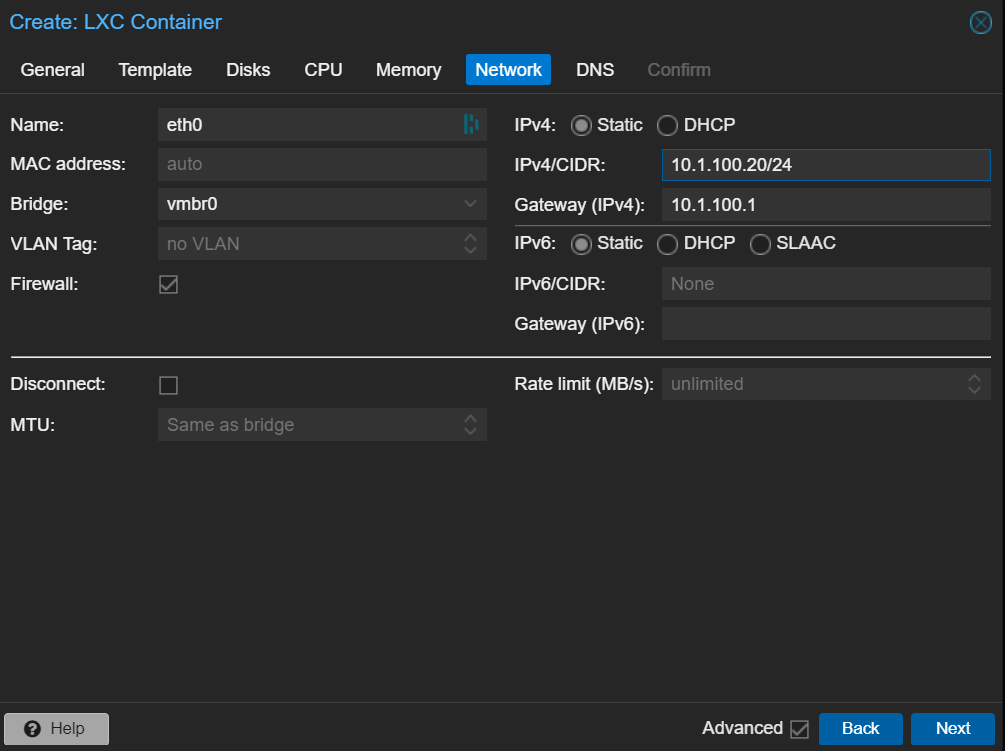 Create: LXC Container
General Template Disks CPU Memory Network DNS Confirm
Name: eth0
MAC address: auto
Bridge: vmbr0
VLAN Tag: no VLAN
Firewall:
IPv4: Static DHCP
IPv4/CIDR: 10.1.100.20/24
Gateway (IPv4): 10.1.100.1
IPv6: Static DHCP SLAAC
IPv6/CIDR: None
Gateway (IPv6):
Disconnect:
MTU: Same as bridge
Rate limit (MB/s): unlimited
Help
Advanced Back Next